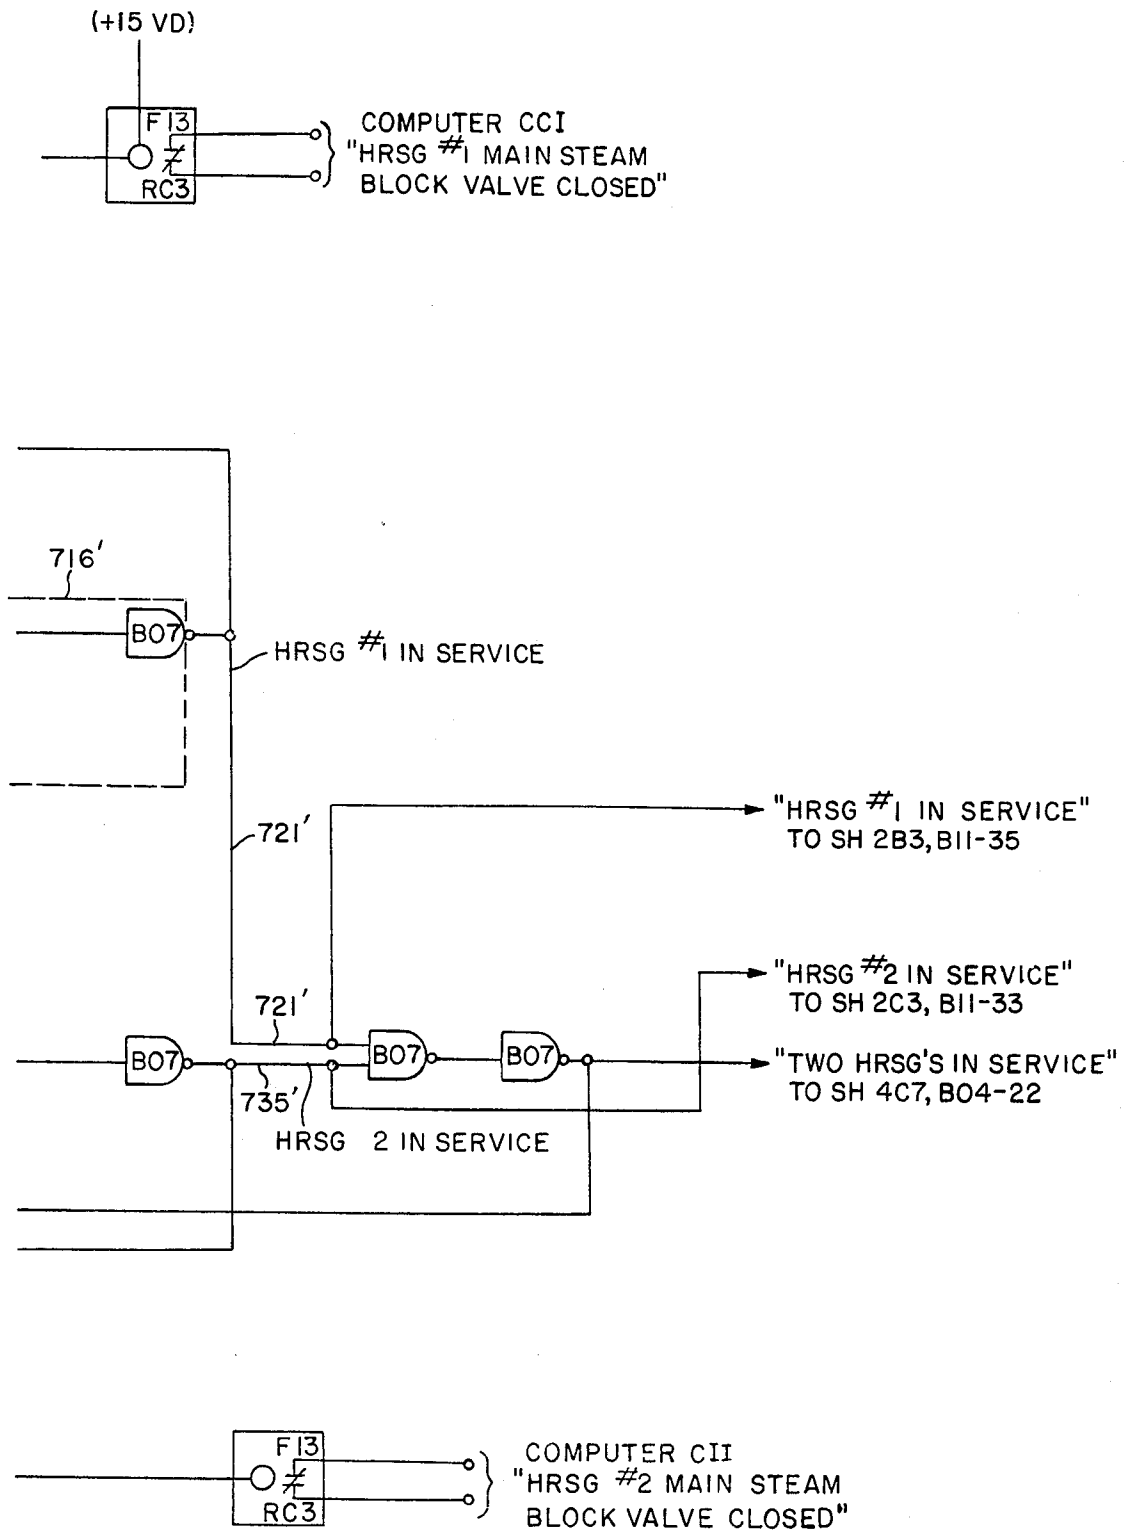 (+15 VD)
F13
RC3
COMPUTER CCI
"HRSG #1 MAIN STEAM
BLOCK VALVE CLOSED"
716'
B07
HRSG #1 IN SERVICE
721'
"HRSG #1 IN SERVICE"
TO SH 2B3, B11-35
"HRSG #2 IN SERVICE"
TO SH 2C3, B11-33
721'
B07
B07
B07
"TWO HRSG'S IN SERVICE"
TO SH 4C7, B04-22
735'
HRSG 2 IN SERVICE
F13
RC3
COMPUTER CII
"HRSG #2 MAIN STEAM
BLOCK VALVE CLOSED"